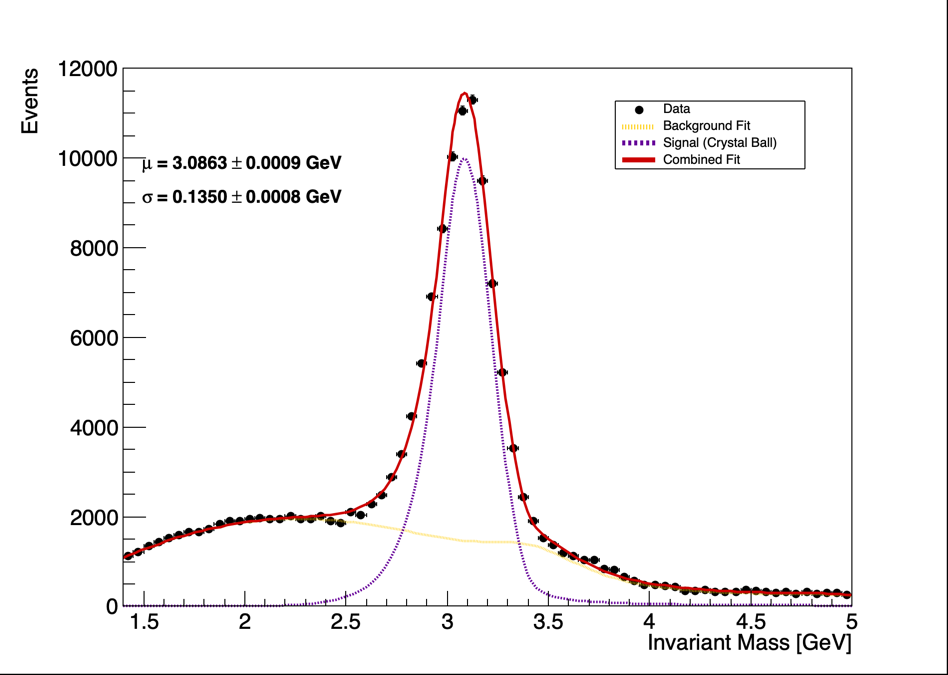 Events
12000
10000
8000
6000
4000
2000
0
μ = 3.0863 ± 0.0009 GeV
σ = 0.1350 ± 0.0008 GeV
Data
Background Fit
Signal (Crystal Ball)
Combined Fit
1.5 2 2.5 3 3.5 4 4.5 5
Invariant Mass [GeV]